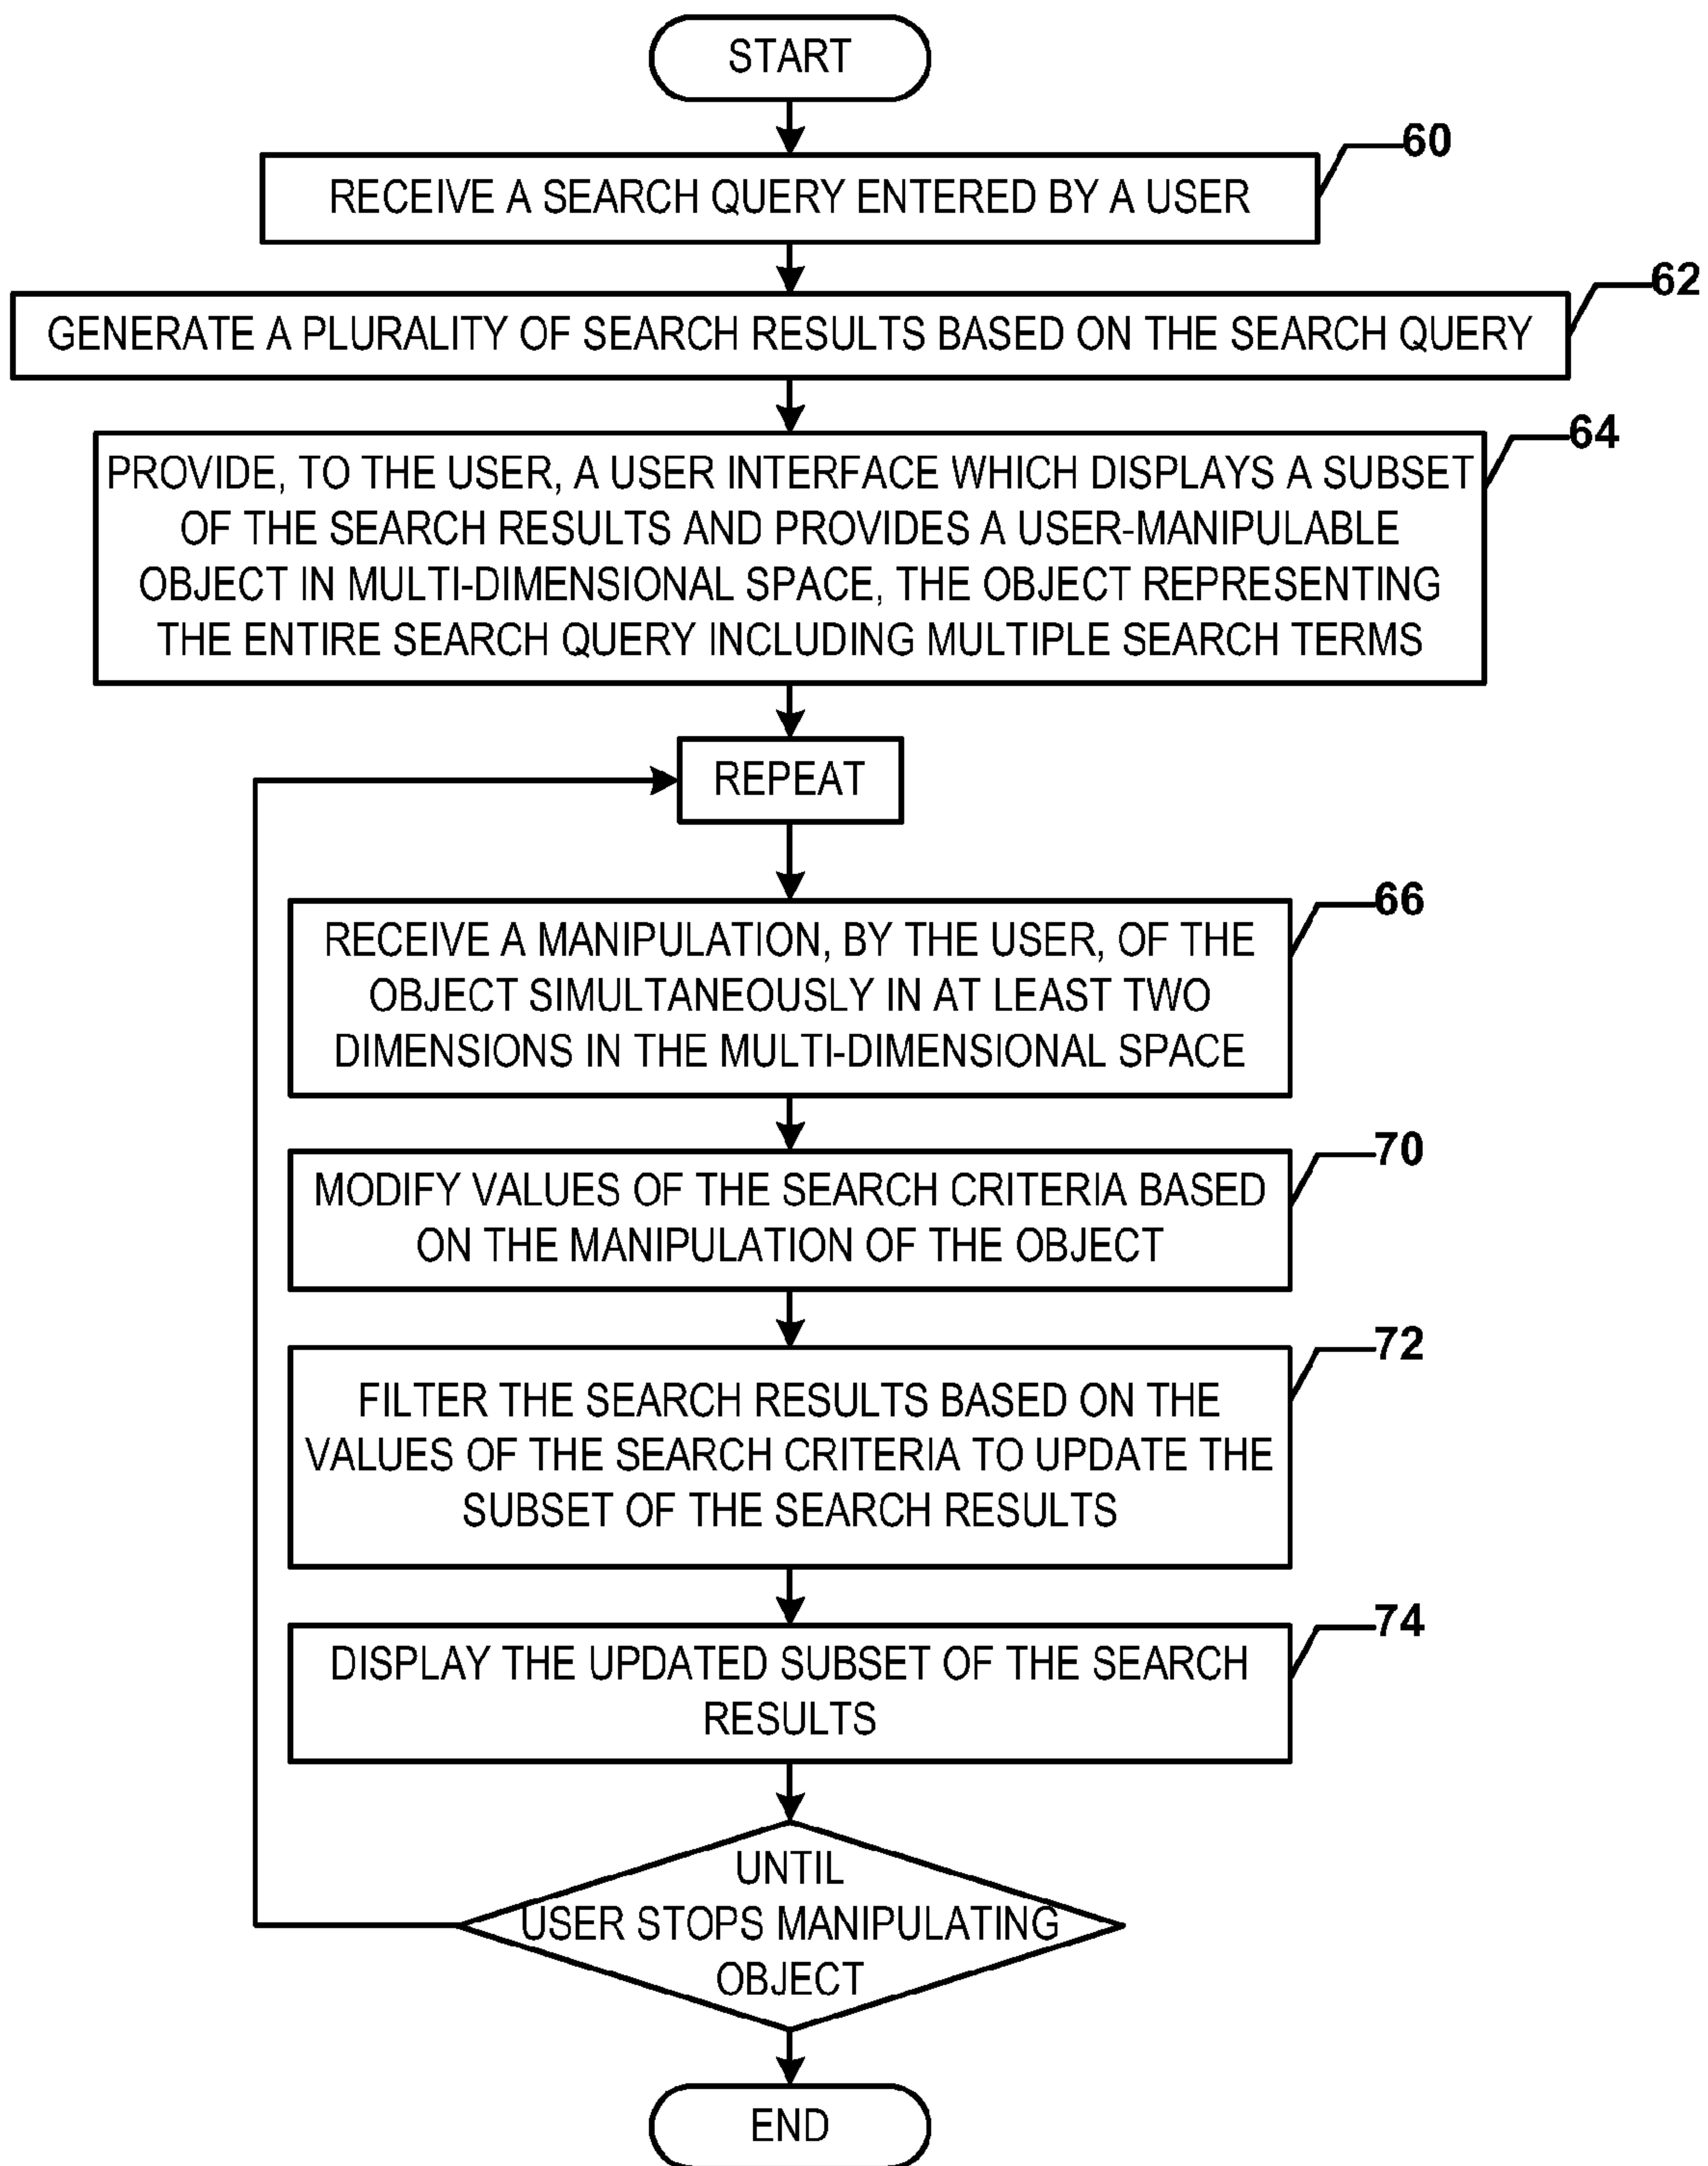 START
60
RECEIVE A SEARCH QUERY ENTERED BY A USER
62
GENERATE A PLURALITY OF SEARCH RESULTS BASED ON THE SEARCH QUERY
64
PROVIDE, TO THE USER, A USER INTERFACE WHICH DISPLAYS A SUBSET
OF THE SEARCH RESULTS AND PROVIDES A USER-MANIPULABLE
OBJECT IN MULTI-DIMENSIONAL SPACE, THE OBJECT REPRESENTING
THE ENTIRE SEARCH QUERY INCLUDING MULTIPLE SEARCH TERMS
REPEAT
66
RECEIVE A MANIPULATION, BY THE USER, OF THE
OBJECT SIMULTANEOUSLY IN AT LEAST TWO
DIMENSIONS IN THE MULTI-DIMENSIONAL SPACE
70
MODIFY VALUES OF THE SEARCH CRITERIA BASED
ON THE MANIPULATION OF THE OBJECT
72
FILTER THE SEARCH RESULTS BASED ON THE
VALUES OF THE SEARCH CRITERIA TO UPDATE THE
SUBSET OF THE SEARCH RESULTS
74
DISPLAY THE UPDATED SUBSET OF THE SEARCH
RESULTS
UNTIL
USER STOPS MANIPULATING
OBJECT
END